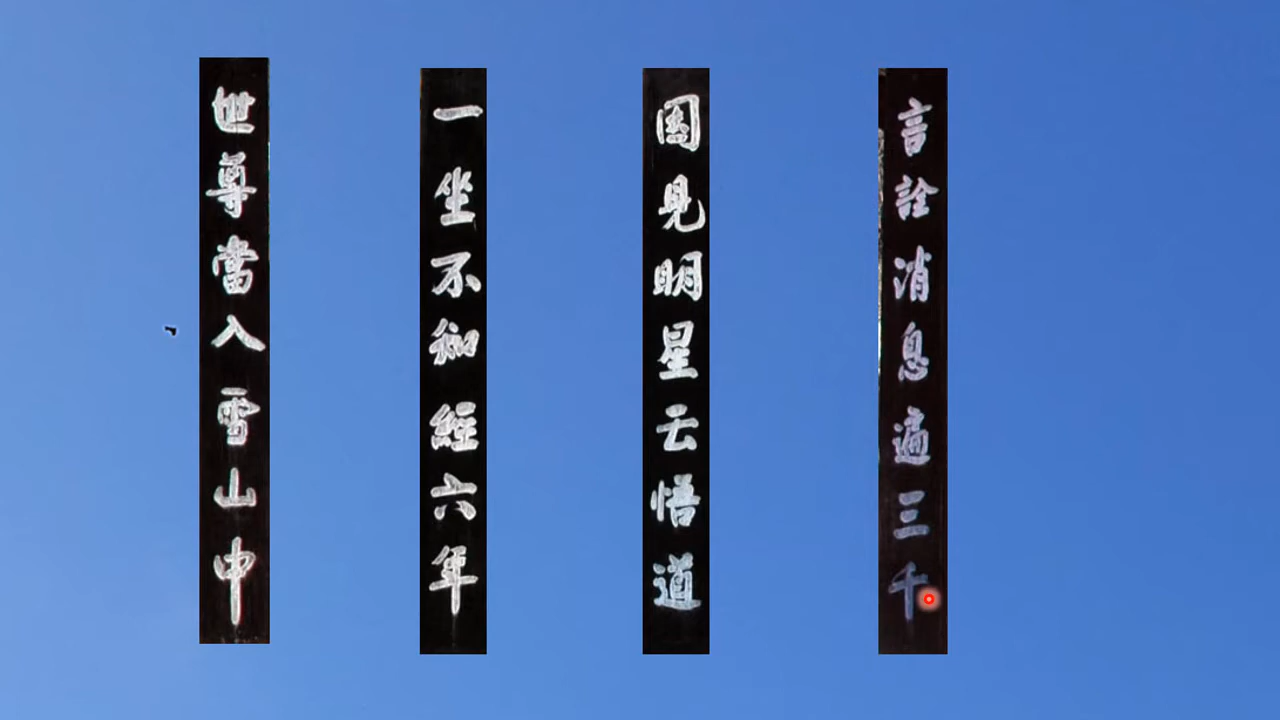 世尊當入雪山中
一坐不知經六年
因見明星云悟道
言詮消息遍三千